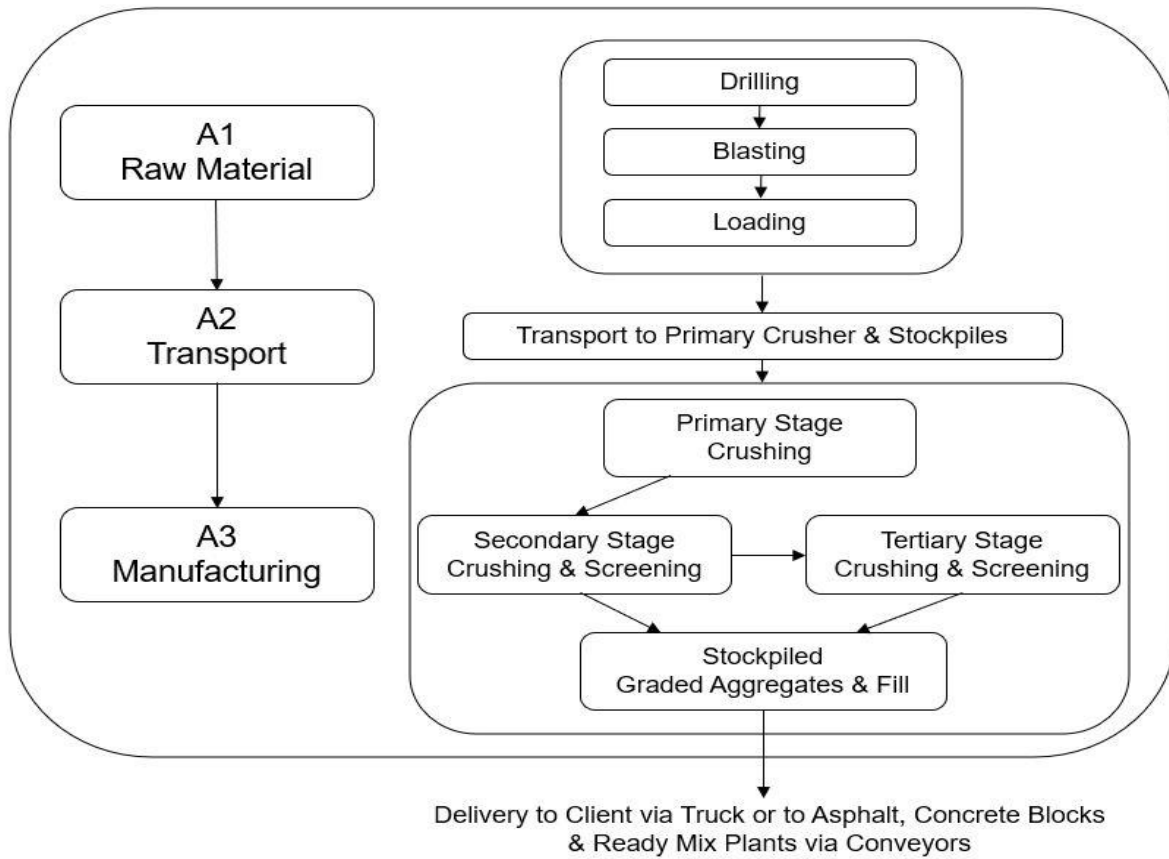 A1
Raw Material
A2
Transport
A3
Manufacturing
Drilling
Blasting
Loading
Transport to Primary Crusher & Stockpiles
Primary Stage
Crushing
Secondary Stage
Crushing & Screening
Tertiary Stage
Crushing & Screening
Stockpiled
Graded Aggregates & Fill
Delivery to Client via Truck or to Asphalt, Concrete Blocks
& Ready Mix Plants via Conveyors